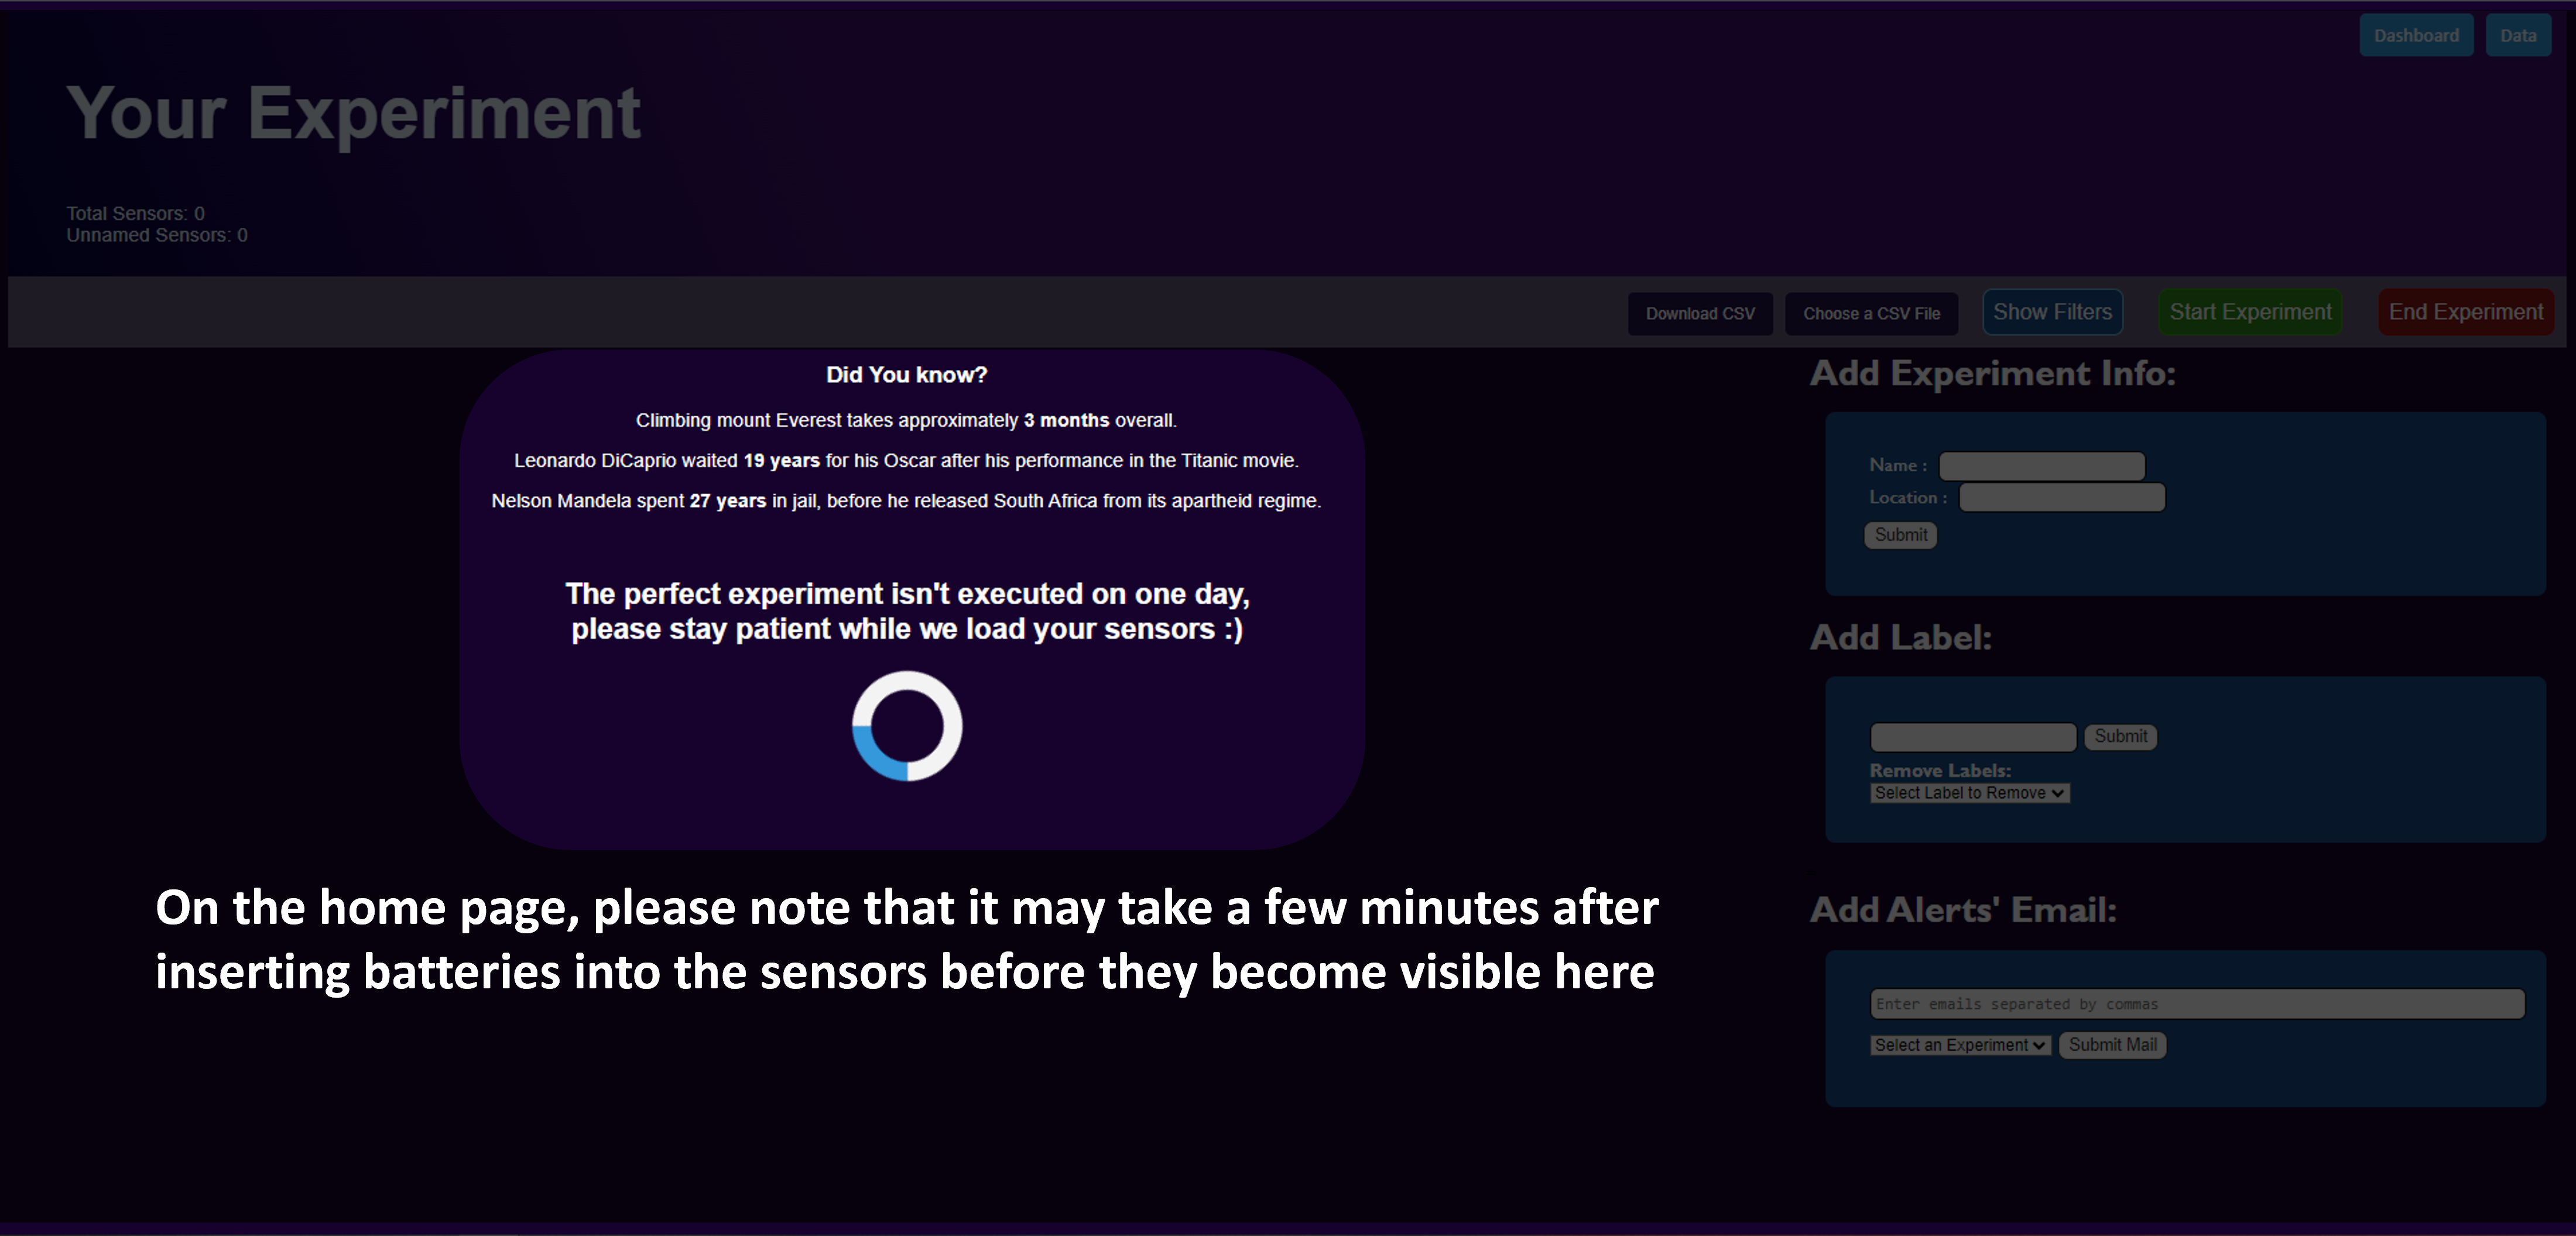 Dashboard Data
Your Experiment
Total Sensors: 0
Unnamed Sensors: 0
Download CSV Choose a CSV File Show Filters Start Experiment End Experiment
Did You know?
Climbing mount Everest takes approximately 3 months overall.
Leonardo DiCaprio waited 19 years for his Oscar after his performance in the Titanic movie.
Nelson Mandela spent 27 years in jail, before he released South Africa from its apartheid regime.
The perfect experiment isn't executed on one day,
please stay patient while we load your sensors :)
On the home page, please note that it may take a few minutes after
inserting batteries into the sensors before they become visible here
Add Experiment Info:
Name :
Location :
Submit
Add Label:
Submit
Remove Labels:
Select Label to Remove
Add Alerts' Email:
Enter emails separated by commas
Select an Experiment Submit Mail